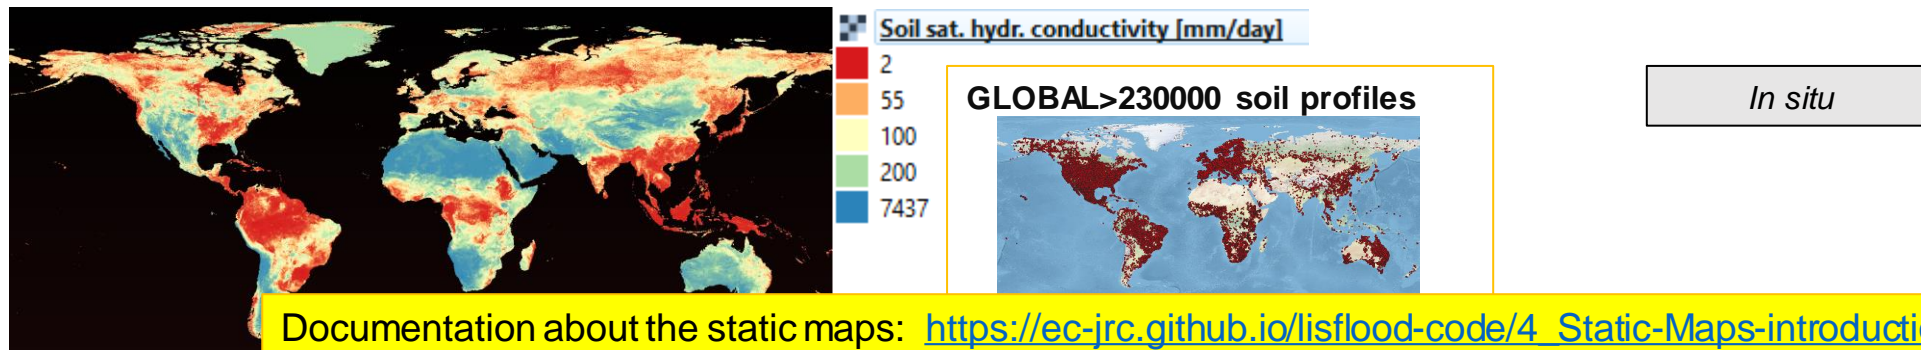 Soil sat. hydr. conductivity [mm/day]
2
55
100
200
7437
GLOBAL>230000 soil profiles
In situ
Documentation about the static maps: https://ec-jrc.github.io/lisflood-code/4_Static-Maps-introducti